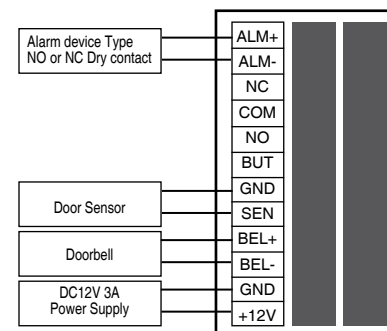 Alarm device Type
NO or NC Dry contact
Door Sensor
Doorbell
DC12V 3A
Power Supply
ALM+
ALM-
NC
COM
NO
BUT
GND
SEN
BEL+
BEL-
GND
+12V